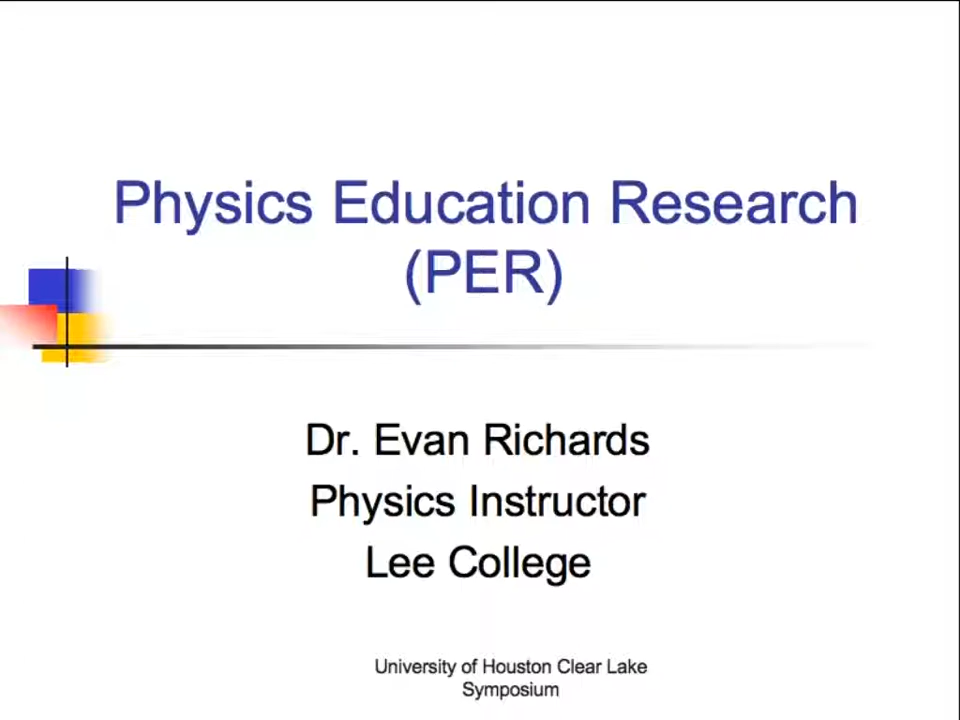 Physics Education Research
(PER)
Dr. Evan Richards
Physics Instructor
Lee College
University of Houston Clear Lake
Symposium